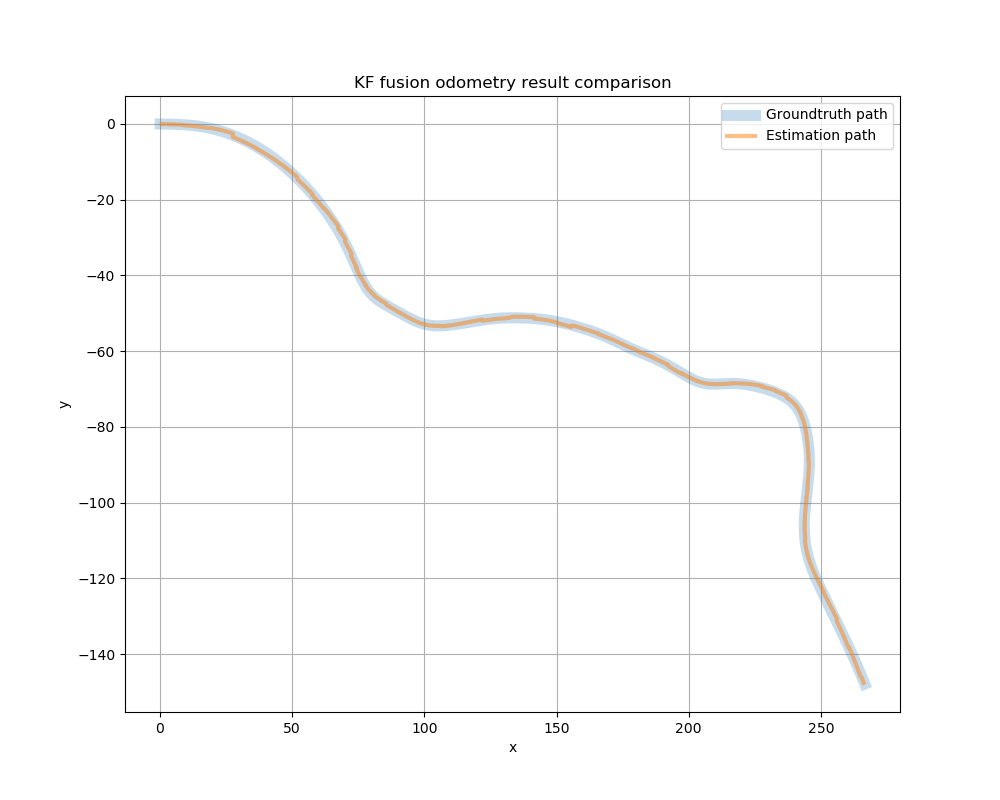 KF fusion odometry result comparison
Groundtruth path
Estimation path
0
−20
−40
−60
−80
−100
−120
−140
y
0 50 100 150 200 250
x